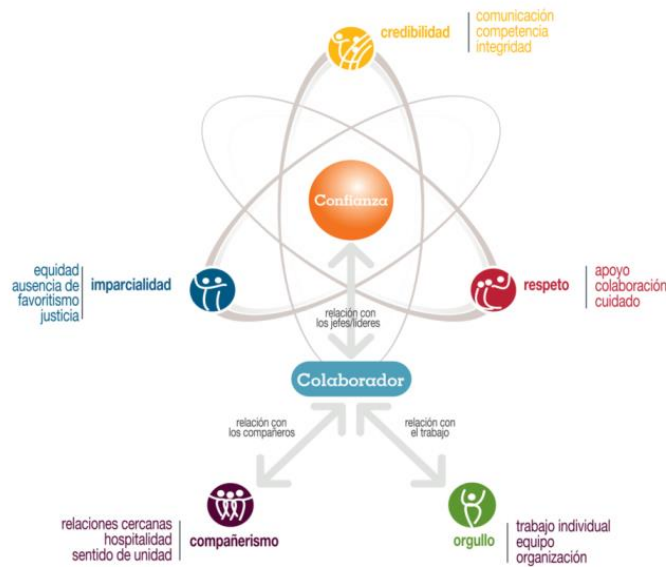 credibilidad
comunicación
competencia
integridad
Confianza
equidad
ausencia de
favoritismo
justicia
imparcialidad
respeto
apoyo
colaboración
cuidado
relación con
los jefes/líderes
Colaborador
relación con
los compañeros
relación con
el trabajo
relaciones cercanas
hospitalidad
sentido de unidad
compañerismo
orgullo
trabajo individual
equipo
organización